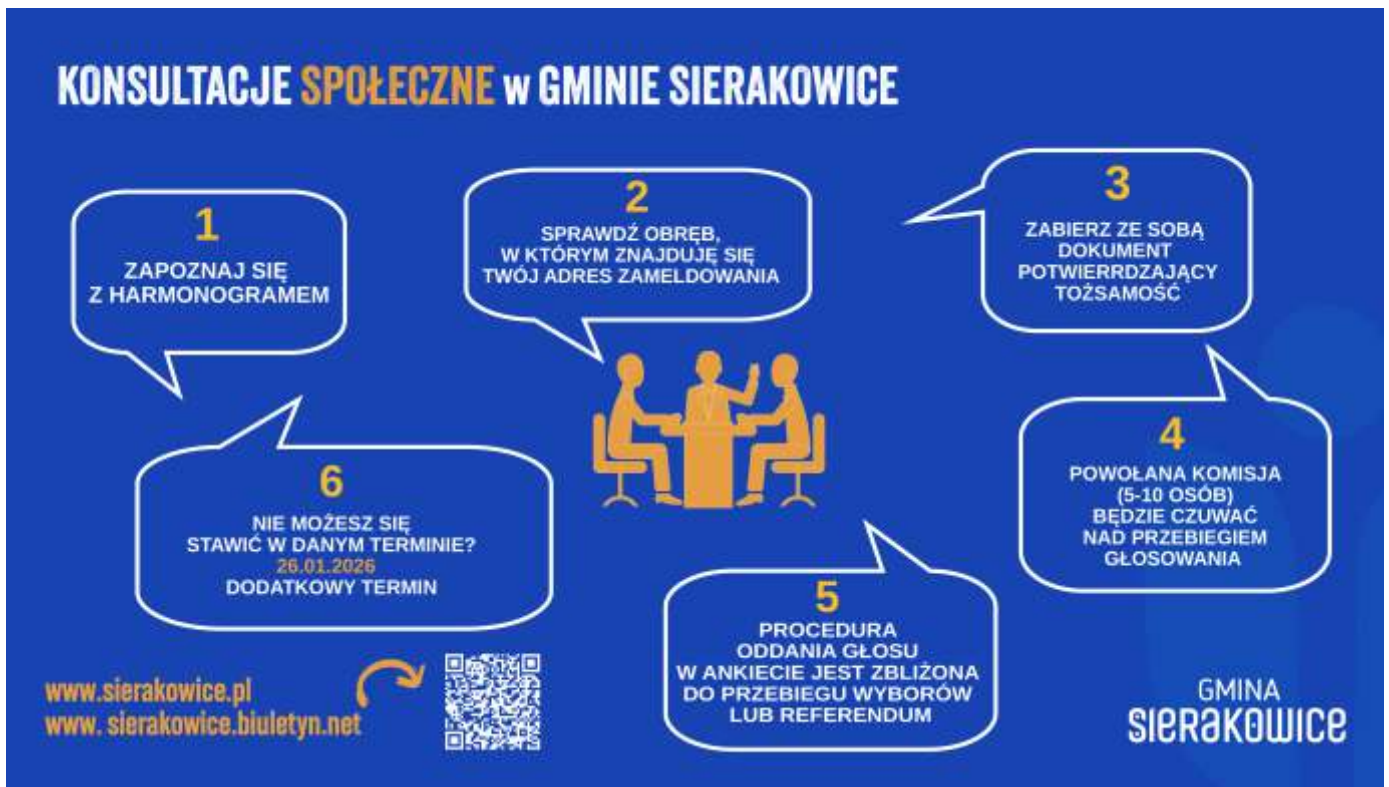 KONSULTACJE SPOŁECZNE w GMINIE SIERAKOWICE
1
ZAPOZNAJ SIĘ
Z HARMONOGRAMEM
2
SPRAWDŹ OBRĘB,
W KTÓRYM ZNAJDUJĘ SIĘ
TWÓJ ADRES ZAMELDOWANIA
3
ZABIERZ ZE SOBĄ
DOKUMENT
POTWIERRDZAJĄCY
TOŻSAMOŚĆ
4
POWOŁANA KOMISJA
(5-10 OSÓB)
BĘDZIE CZUWAĆ
NAD PRZEBIEGIEM
GŁOSOWANIA
5
PROCEDURA
ODDANIA GŁOSU
W ANKIECIE JEST ZBLIŻONA
DO PRZEBIEGU WYBORÓW
LUB REFERENDUM
6
NIE MOŻESZ SIĘ
STAWIĆ W DANYM TERMINIE?
26.01.2026
DODATKOWY TERMIN
www.sierakowice.pl
www. sierakowice.biuletyn.net
GMINA
SIERAKOWICE